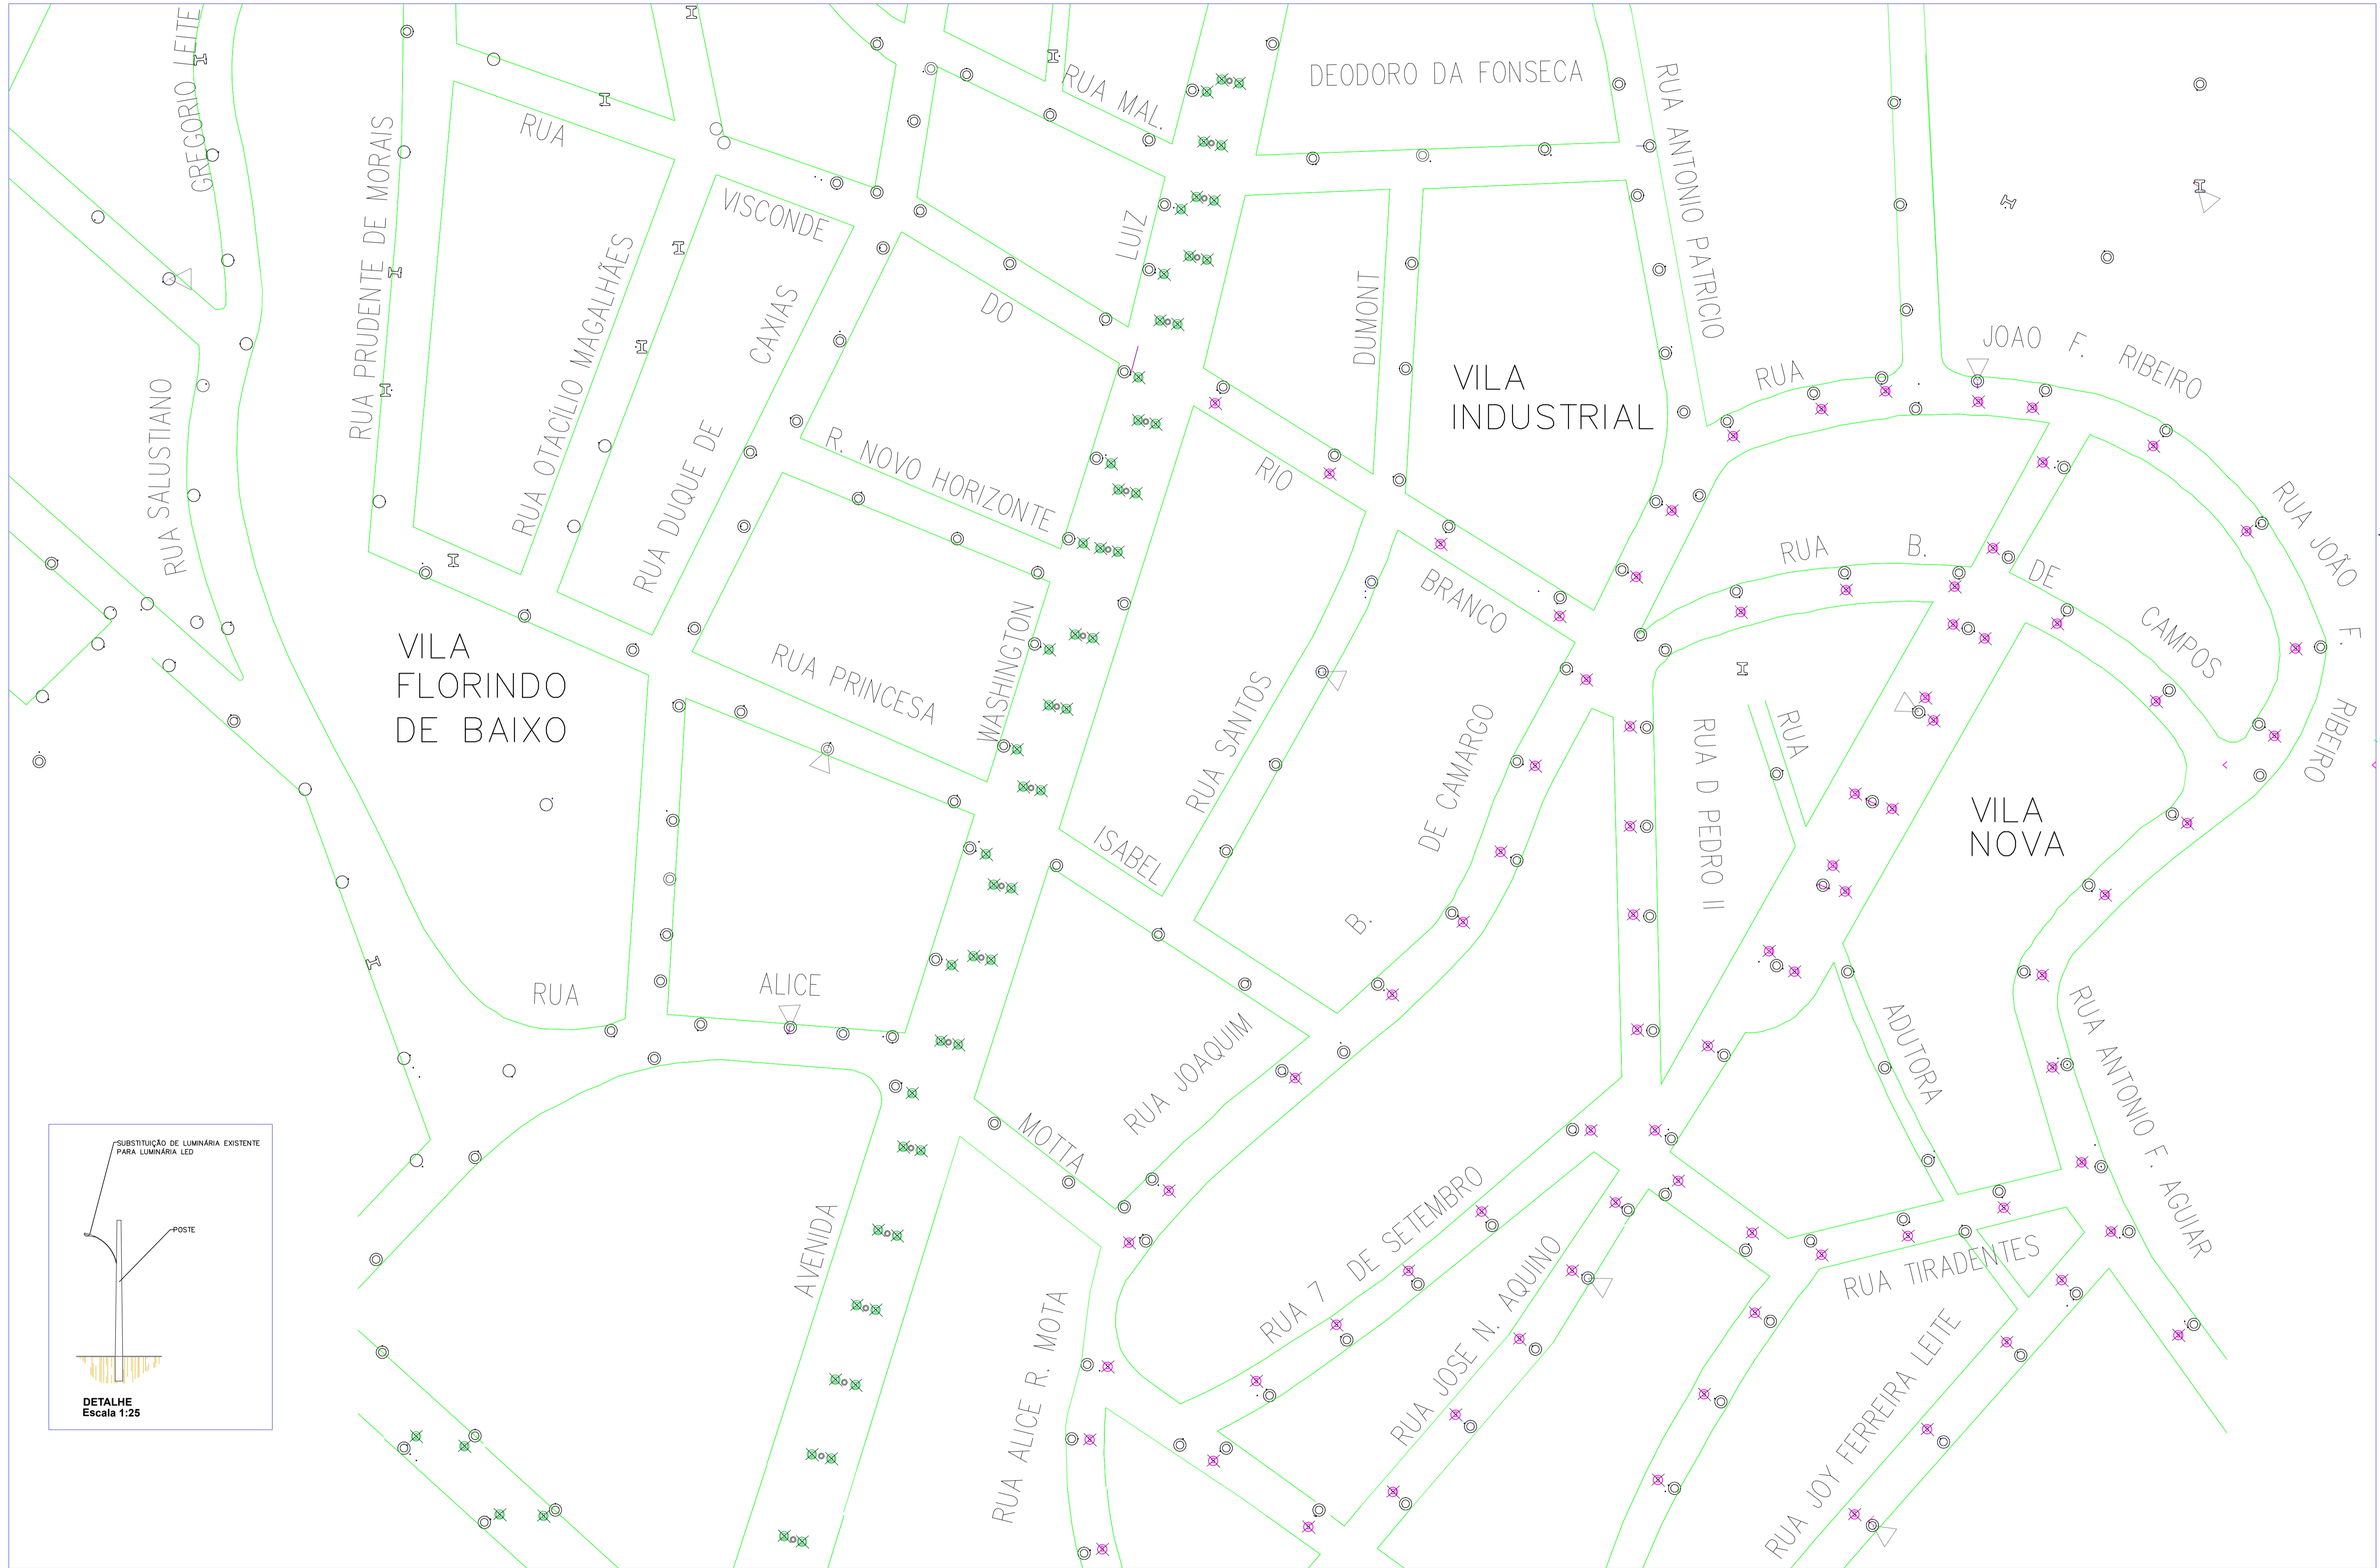 GREGORIO LEITE
RUA PRUDENTE DE MORAIS
RUA
VISCONDE
DO
RIO
BRANCO
RUA MAL.
DEODORO DA FONSECA
RUA ANTONIO PATRICIO
RUA OTACÍLIO MAGALHÃES
RUA DUQUE DE
CAXIAS
LUIZ
DUMONT
RUA SALUSTIANO
R. NOVO HORIZONTE
VILA
INDUSTRIAL
RUA
JOAO F. RIBEIRO
RUA JOÃO F. RIBEIRO
RUA B. DE CAMPOS
VILA
FLORINDO
DE BAIXO
RUA PRINCESA
ISABEL
WASHINGTON
RUA SANTOS
DE CAMARGO
B.
RUA D PEDRO II
RUA
ADUTORA
VILA
NOVA
RUA
ALICE
MOTTA
RUA JOAQUIM
RUA ANTONIO F. AGUIAR
AVENIDA
RUA ALICE R. MOTA
RUA 7 DE SETEMBRO
RUA JOSE N. AQUINO
RUA TIRADENTES
RUA JOY FERREIRA LEITE
SUBSTITUIÇÃO DE LUMINÁRIA EXISTENTE
PARA LUMINÁRIA LED
POSTE
DETALHE
Escala 1:25